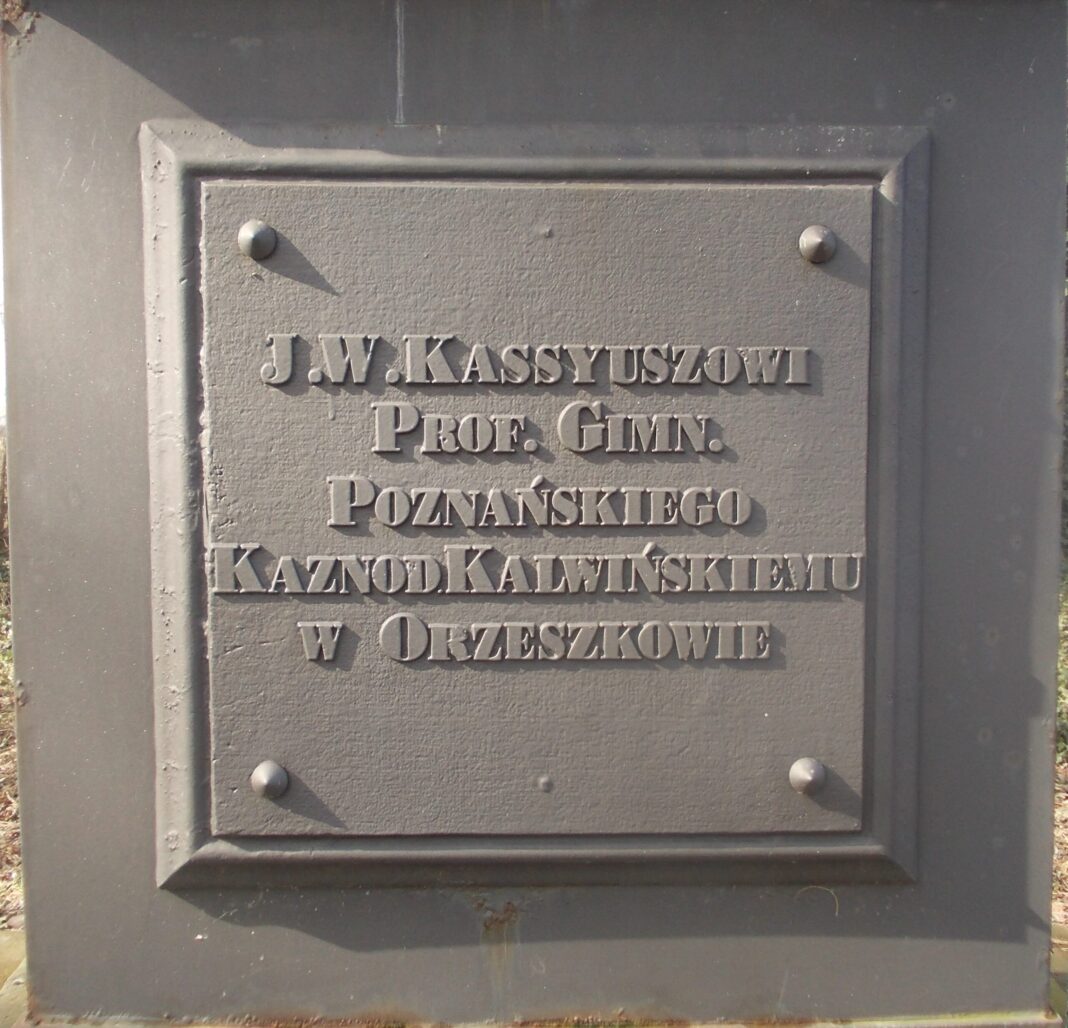 J.W. KASSYUSZOWI
PROF. GIMN.
POZNAŃSKIEGO
KAZNOD. KALWIŃSKIEMU
W ORZESZKOWIE